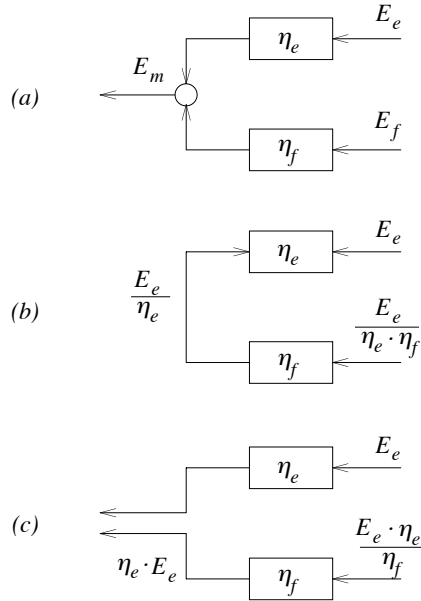 E_e
η_e
E_m
(a)
E_f
η_f
E_e
η_e
E_e / η_e
(b)
E_e / η_e · η_f
η_f
E_e
η_e
(c)
E_e · η_e / η_f
η_e · E_e
η_f